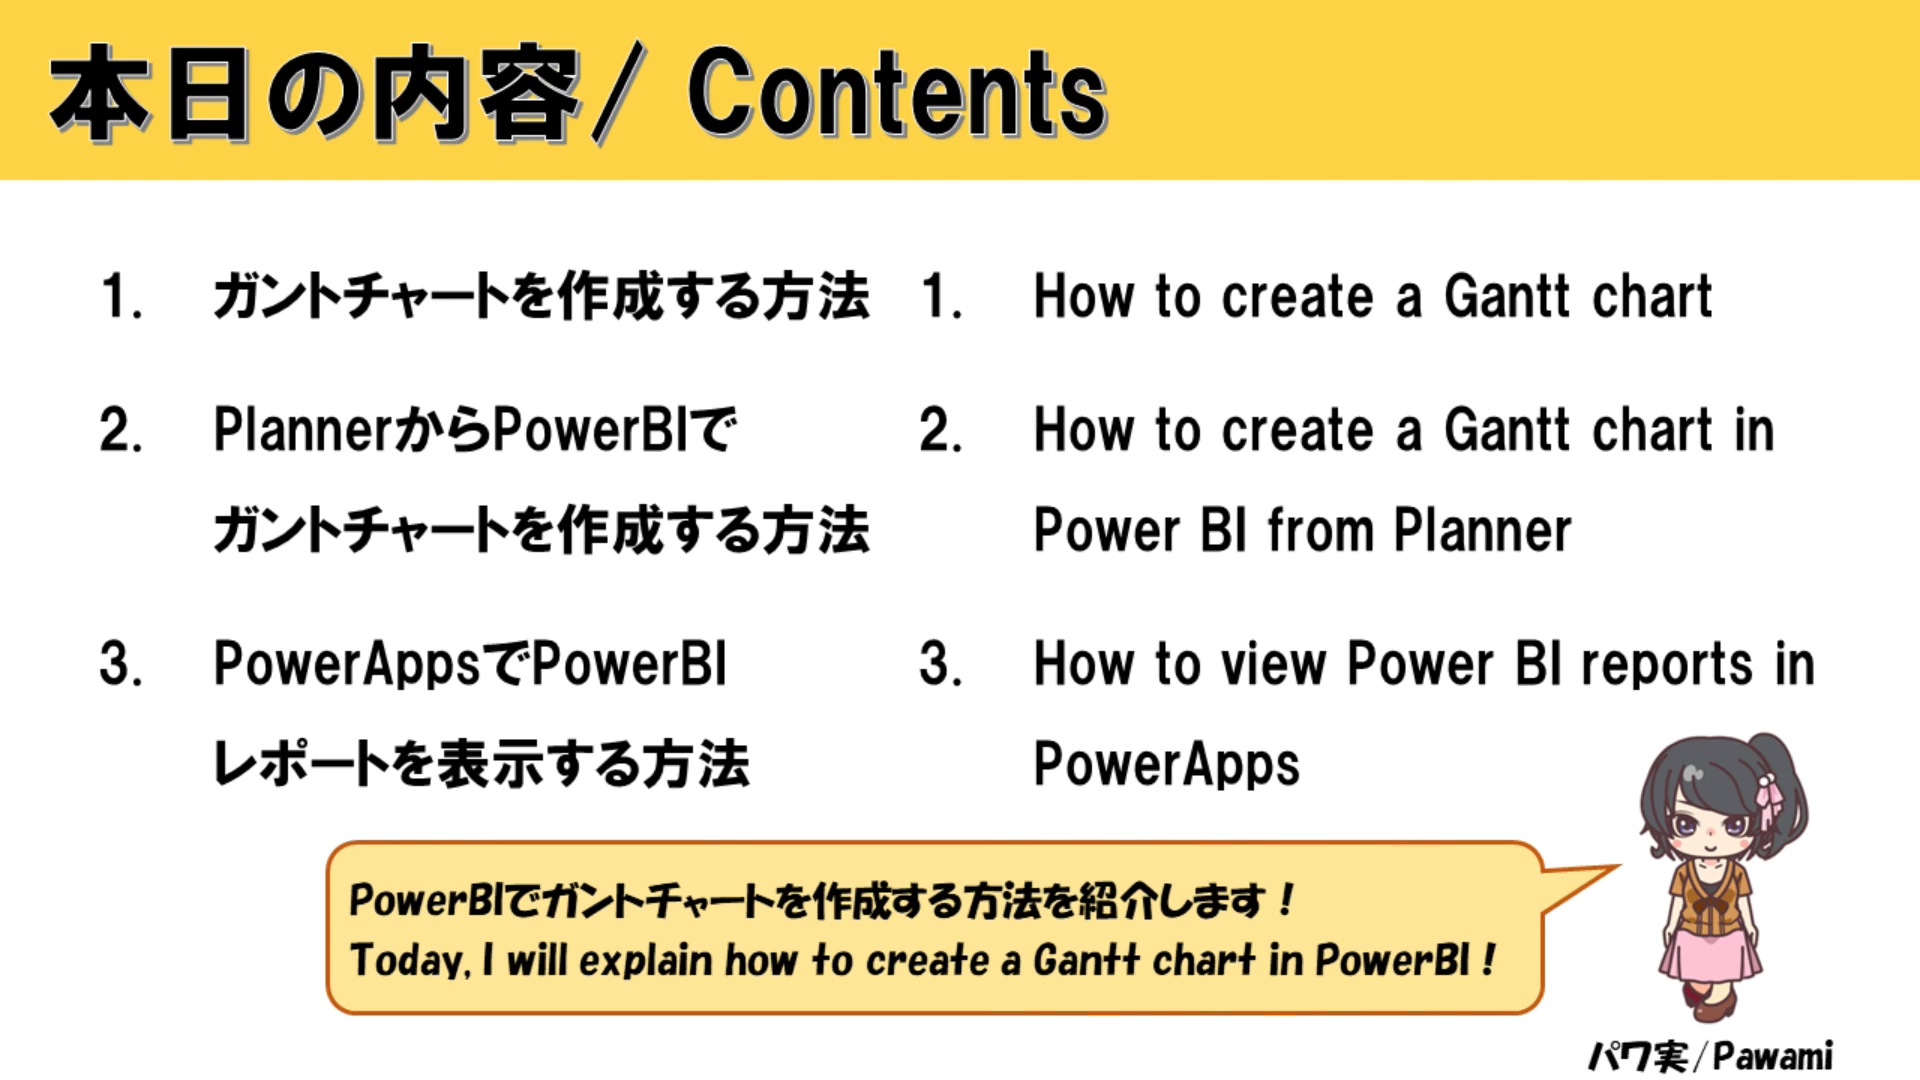 本日の内容/ Contents
1. ガントチャートを作成する方法
2. PlannerからPowerBIで
ガントチャートを作成する方法
3. PowerAppsでPowerBI
レポートを表示する方法
1. How to create a Gantt chart
2. How to create a Gantt chart in
Power BI from Planner
3. How to view Power BI reports in
PowerApps
PowerBIでガントチャートを作成する方法を紹介します！
Today, I will explain how to create a Gantt chart in PowerBI！
パワ実/Pawami